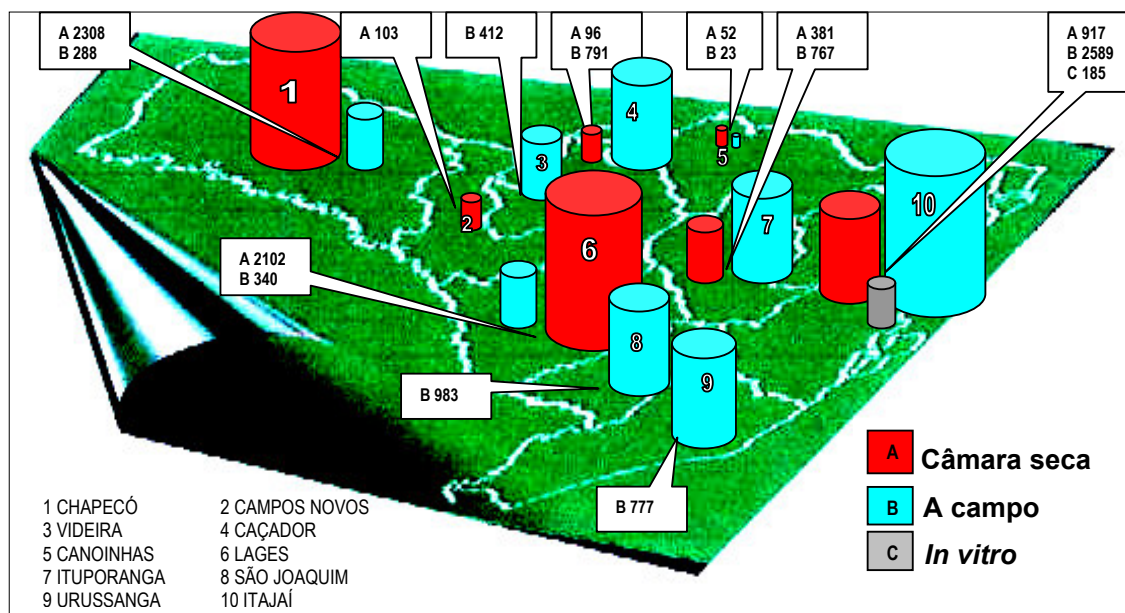 A 2308
B 288
A 103
B 412
A 96
B 791
A 52
B 23
A 381
B 767
A 917
B 2589
C 185
1
4
3
5
2
10
7
6
A 2102
B 340
8
9
B 983
B 777
A Câmara seca
B A campo
C In vitro
1 CHAPECÓ 2 CAMPOS NOVOS
3 VIDEIRA 4 CAÇADOR
5 CANOINHAS 6 LAGES
7 ITUPORANGA 8 SÃO JOAQUIM
9 URUSSANGA 10 ITAJAÍ